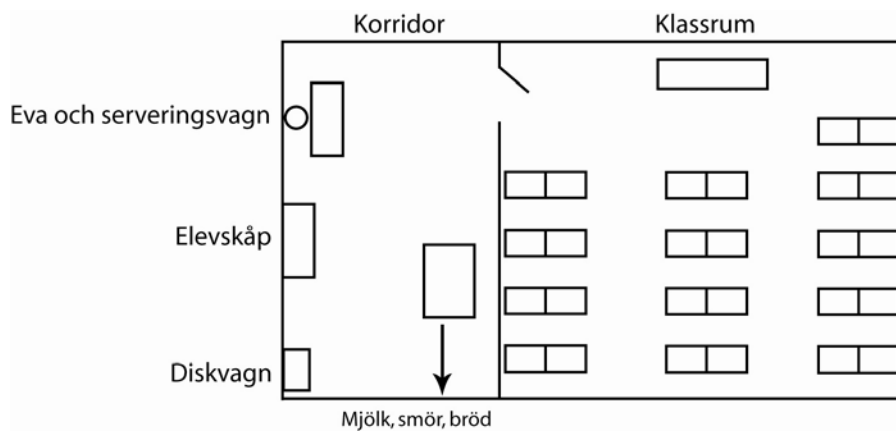 Korridor
Klassrum
Eva och serveringsvagn
Elevskåp
Diskvagn
Mjölk, smör, bröd